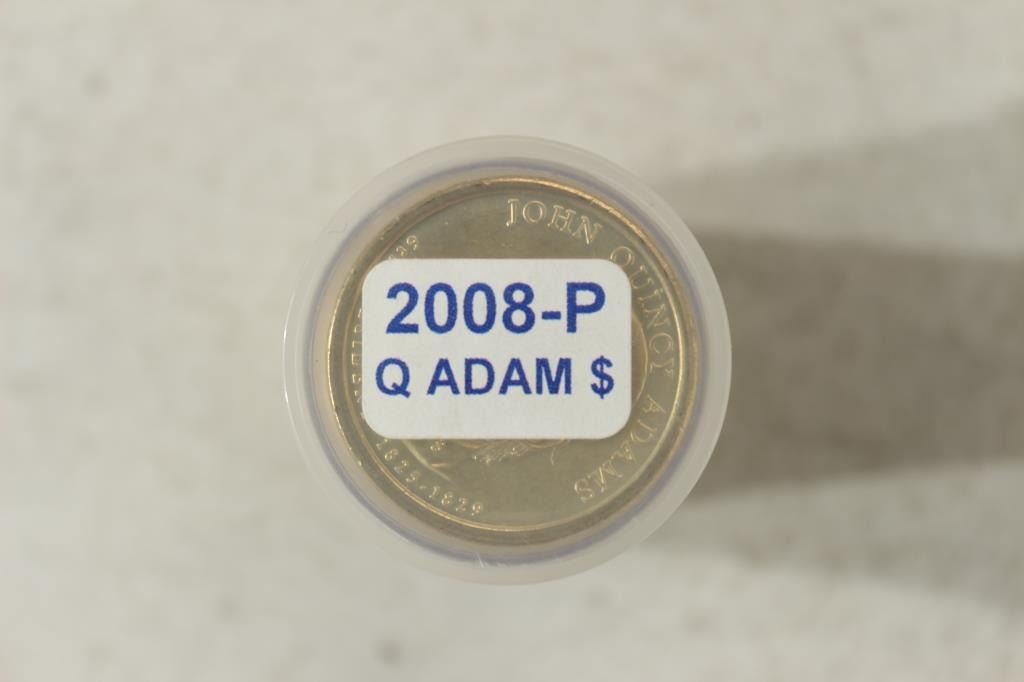 2008-P
Q ADAM $
JOHN QUINCY ADAMS
1825-1829